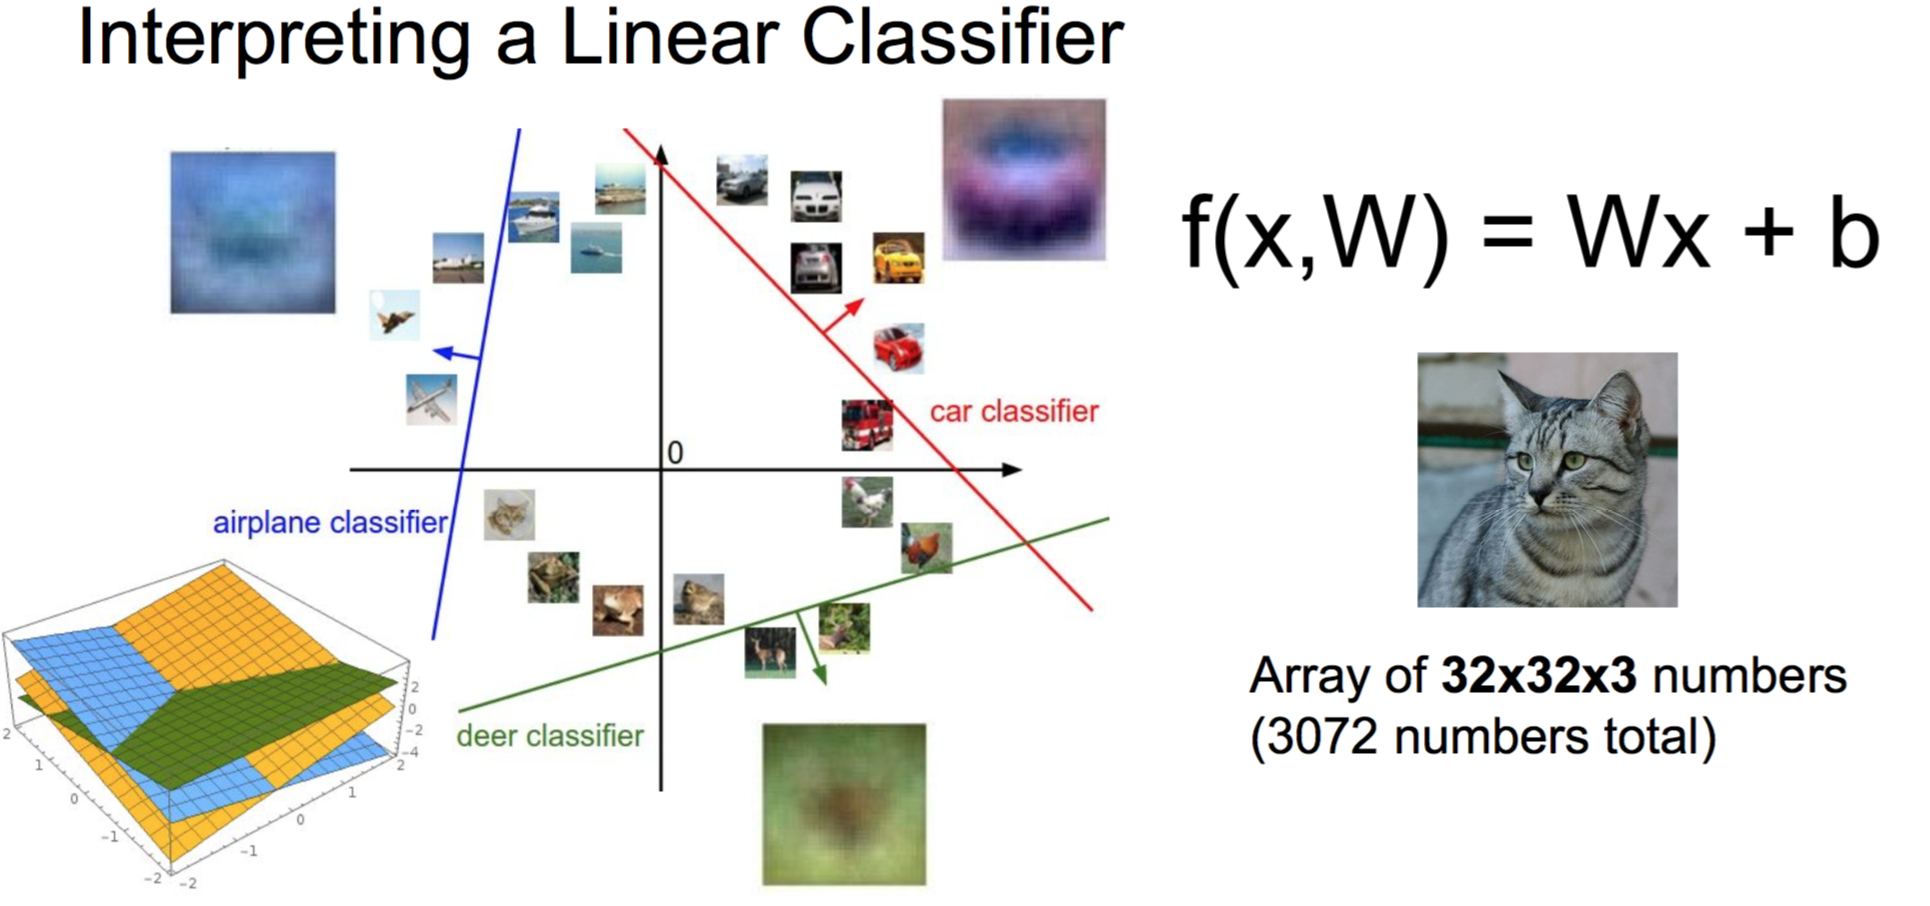 Interpreting a Linear Classifier
f(x,W) = Wx + b
0
car classifier
airplane classifier
deer classifier
Array of 32x32x3 numbers
(3072 numbers total)
2
1
0
−1
−2
−2
−1
0
1
2
2
0
−2
−4